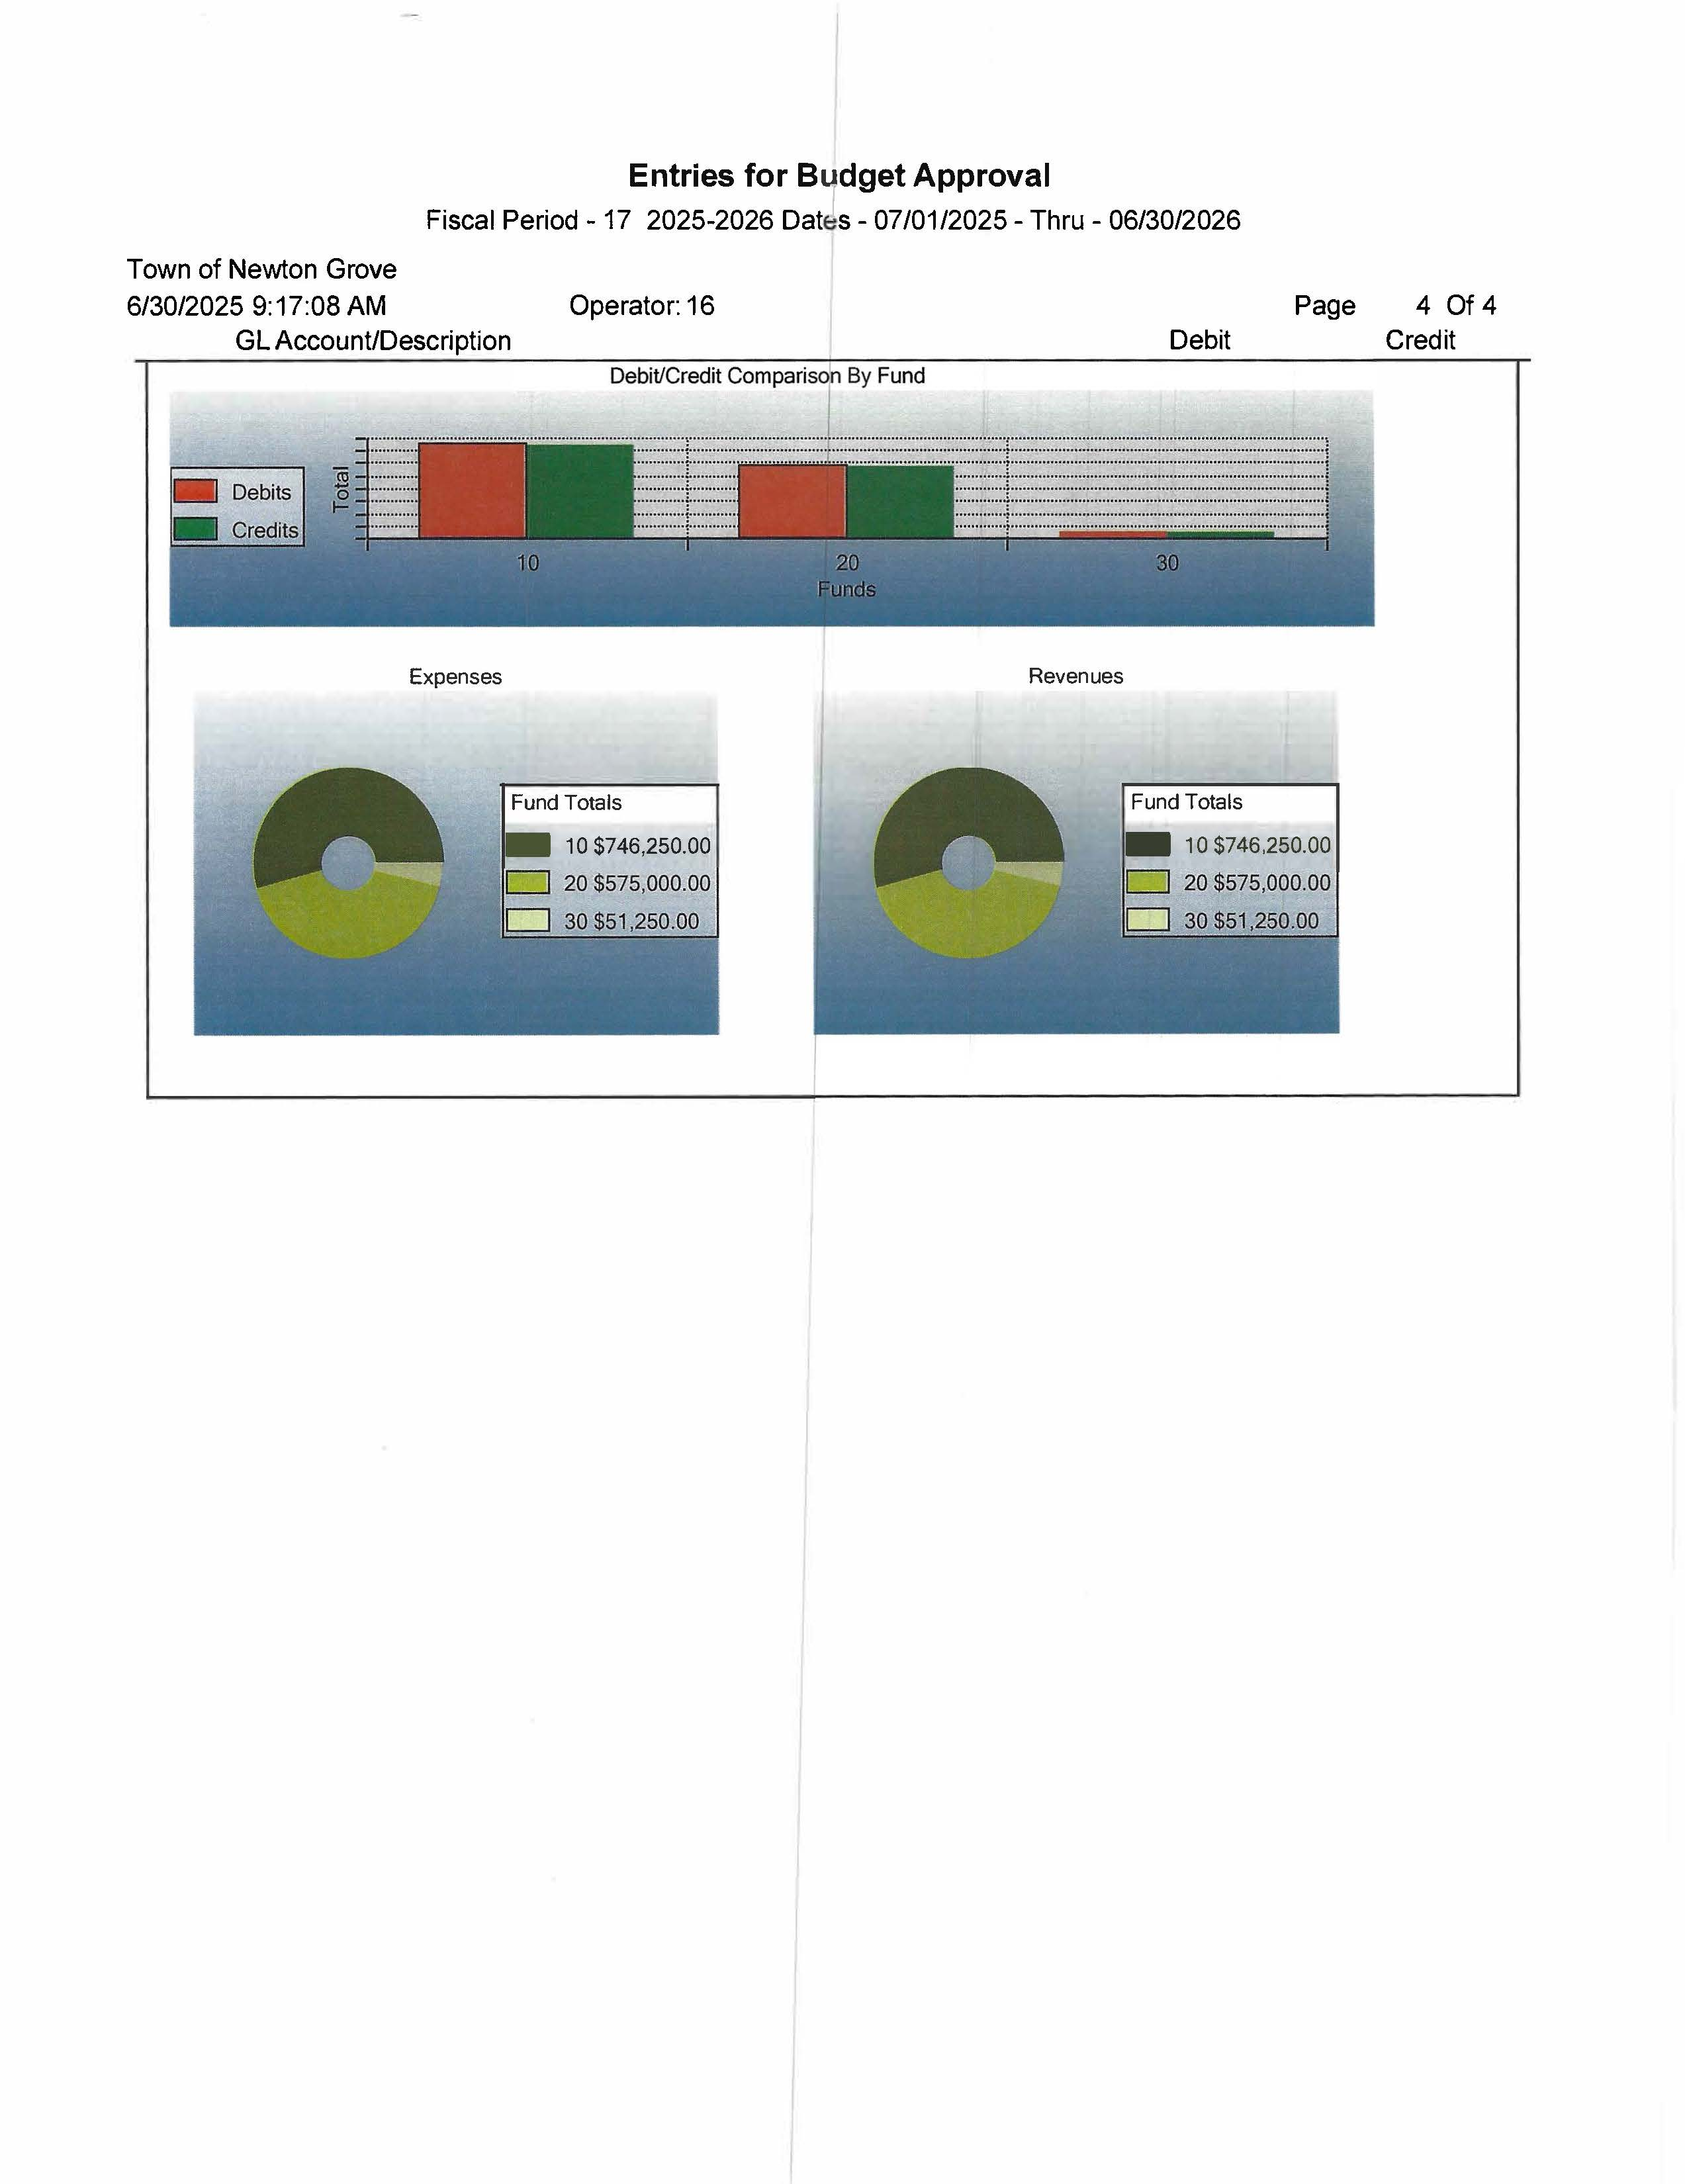 Entries for Budget Approval
Fiscal Period - 17 2025-2026 Dates - 07/01/2025 - Thru - 06/30/2026
Town of Newton Grove
6/30/2025 9:17:08 AM Operator: 16 Page 4 Of 4
GL Account/Description Debit Credit
Debit/Credit Comparison By Fund
Debits
Credits
Total
10 20 30
Funds
Expenses
Fund Totals
10 $746,250.00
20 $575,000.00
30 $51,250.00
Revenues
Fund Totals
10 $746,250.00
20 $575,000.00
30 $51,250.00